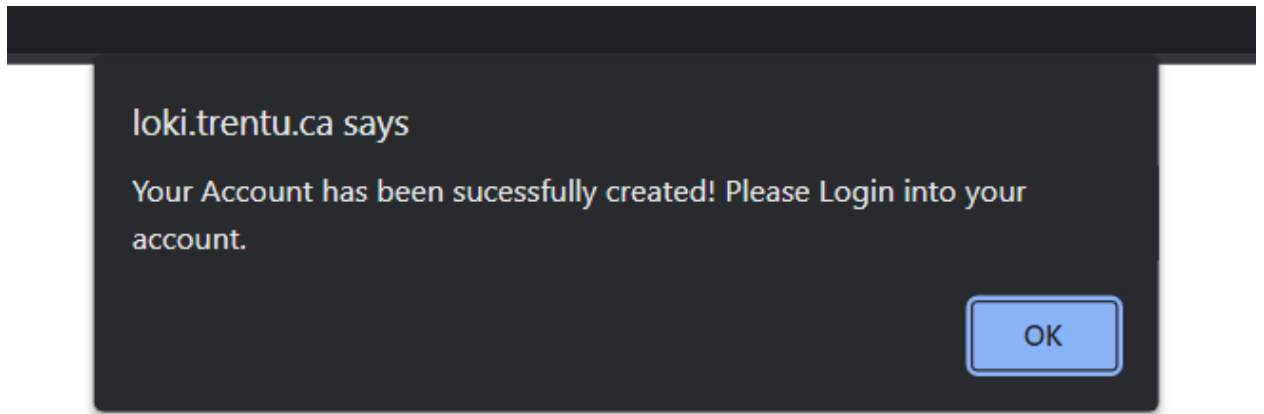 loki.trentu.ca says
Your Account has been sucessfully created! Please Login into your
account.
OK